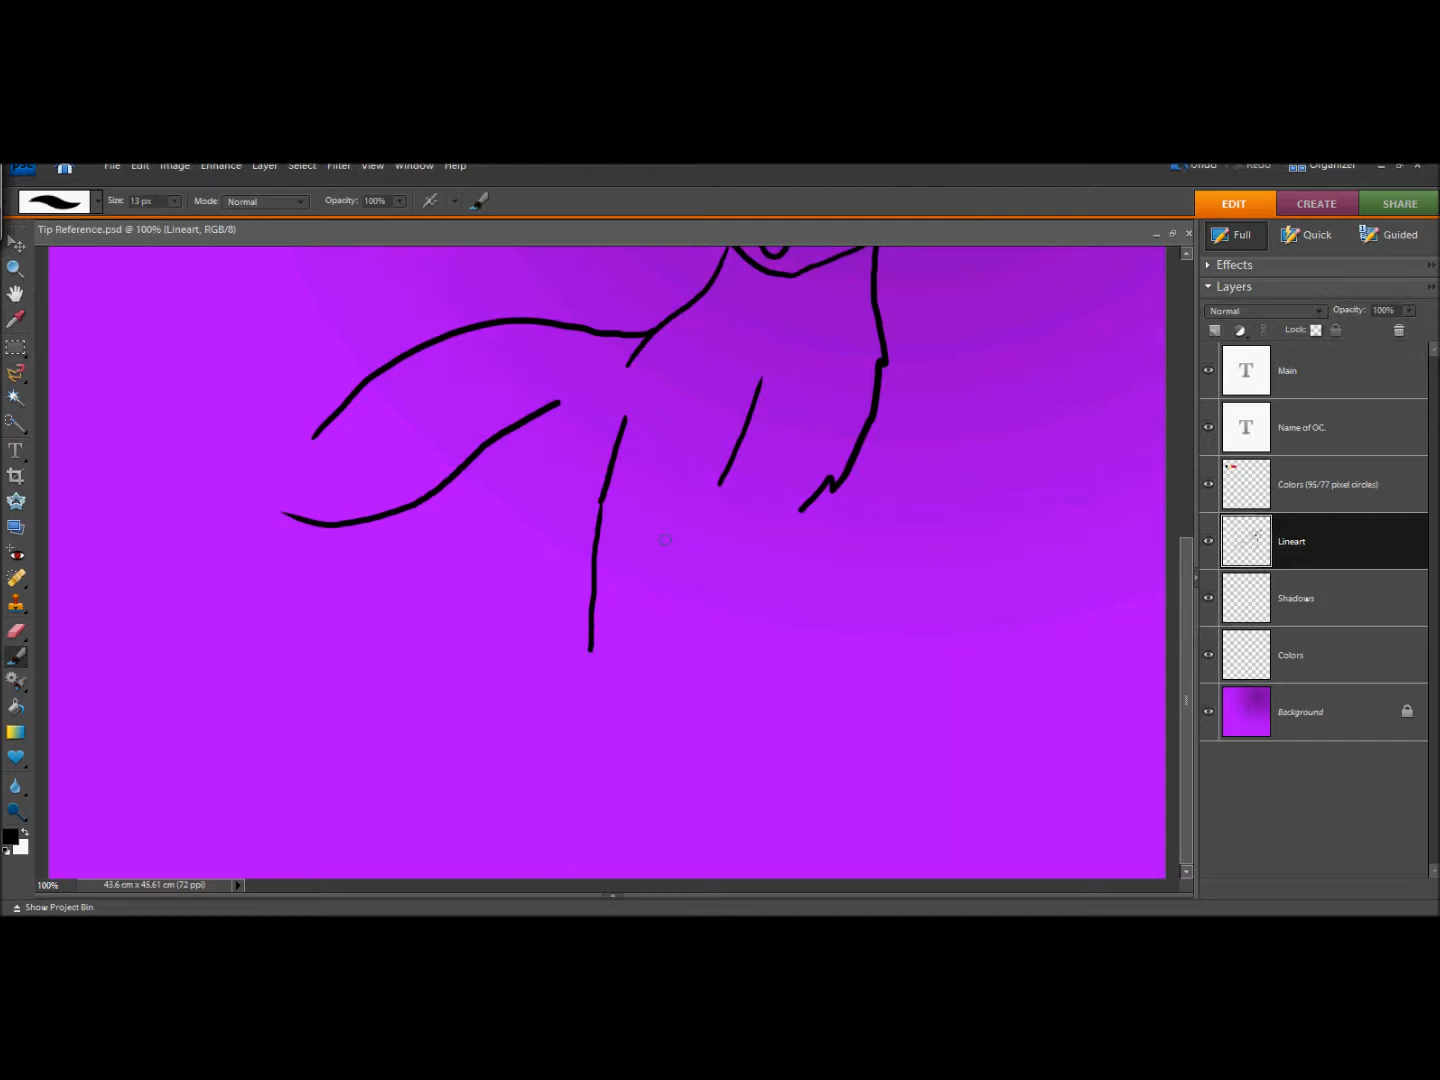 File Edit Image Enhance Layer Select Filter View Window Help Undo Redo Organizer
Size: 13 px Mode: Normal Opacity: 100% EDIT CREATE SHARE
Tip Reference.psd @ 100% (Lineart, RGB/8)
Full Quick Guided
Effects
Layers
Normal Opacity: 100%
Lock:
T Main
T Name of OC.
Colors (95/77 pixel circles)
Lineart
Shadows
Colors
Background
100% 43.6 cm x 45.61 cm (72 ppi)
Show Project Bin